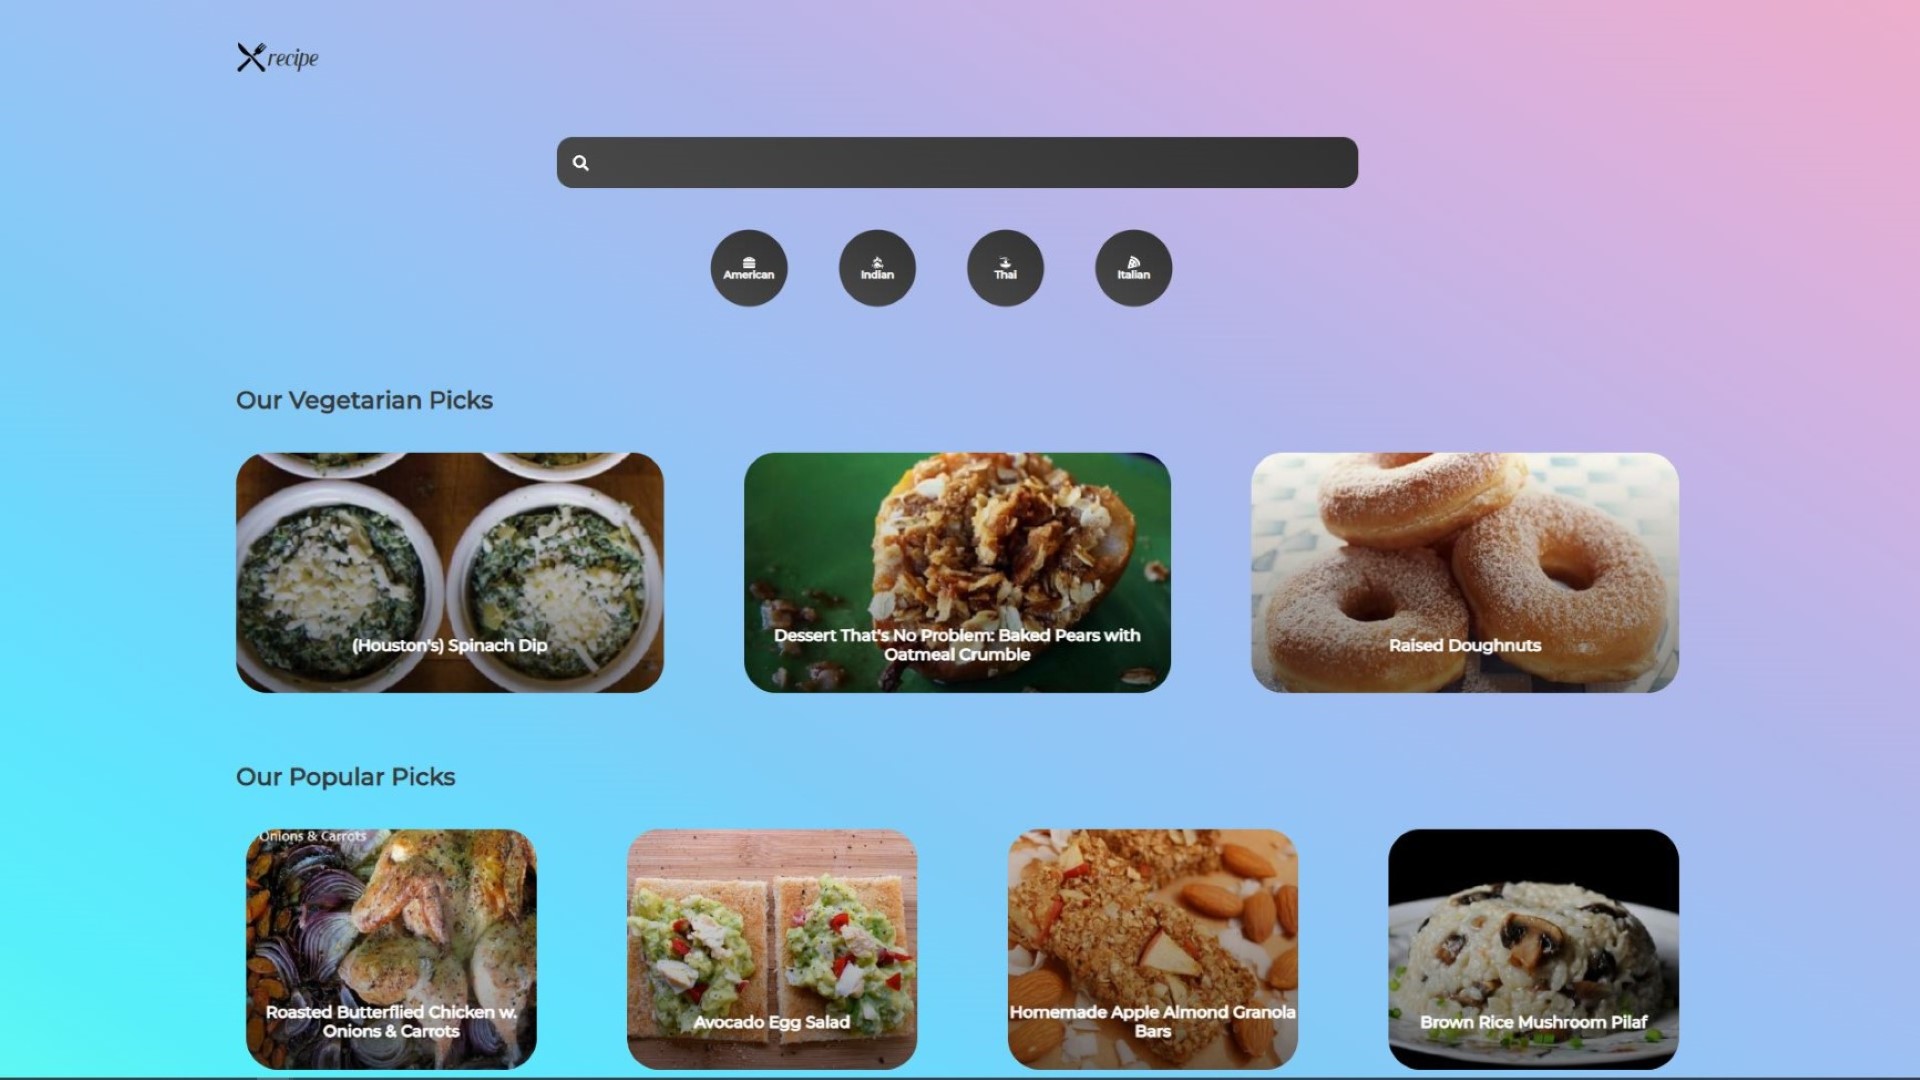 recipe
American
Indian
Thai
Italian
Our Vegetarian Picks
(Houston's) Spinach Dip
Dessert That's No Problem: Baked Pears with
Oatmeal Crumble
Raised Doughnuts
Our Popular Picks
Onions & Carrots
Roasted Butterflied Chicken w.
Onions & Carrots
Avocado Egg Salad
Homemade Apple Almond Granola
Bars
Brown Rice Mushroom Pilaf